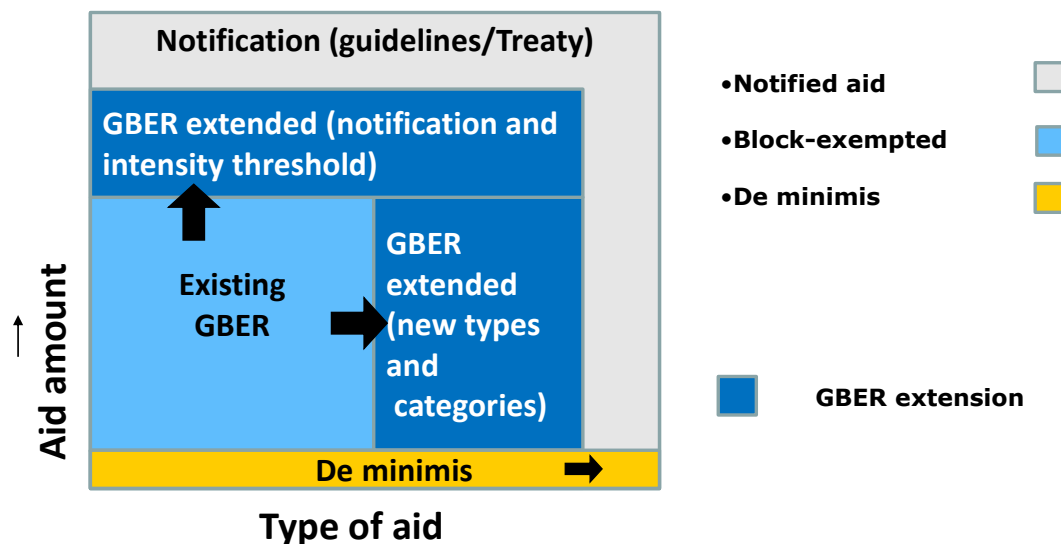 Notification (guidelines/Treaty)
GBER extended (notification and
intensity threshold)
Existing
GBER
GBER
extended
(new types
and
categories)
De minimis
Aid amount
Type of aid
•Notified aid
•Block-exempted
•De minimis
GBER extension